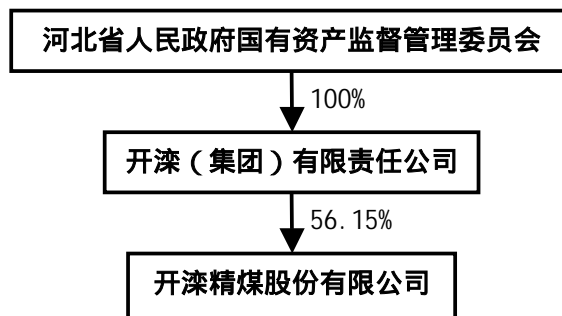 河北省人民政府国有资产监督管理委员会
100%
开滦（集团）有限责任公司
56.15%
开滦精煤股份有限公司